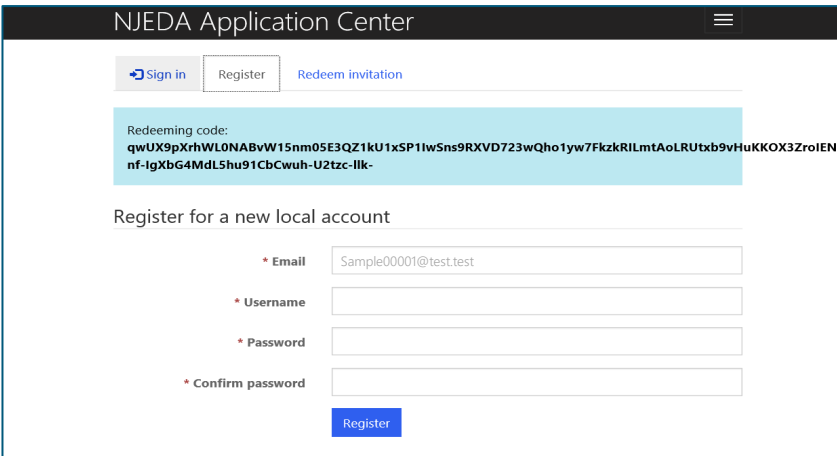 NJEDA Application Center
Sign in Register Redeem invitation
Redeeming code:
qwUX9pXrhWL0NABvW15nm05E3QZ1kU1xSP1IwSns9RXVD723wQho1yw7FkzkRILmtAoLRUtxb9vHuKKOX3ZroIEN
nf-IgXbG4MdL5hu91CbCwuh-U2tzc-llk-
Register for a new local account
* Email Sample00001@test.test
* Username
* Password
* Confirm password
Register